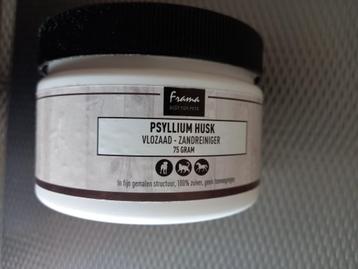 Frama
BEST FOR PETS
PSYLLIUM HUSK
VLOZAAD - ZANDREINIGER
75 GRAM
In fijn gemalen structuur, 100% zuiver, geen toevoegingen